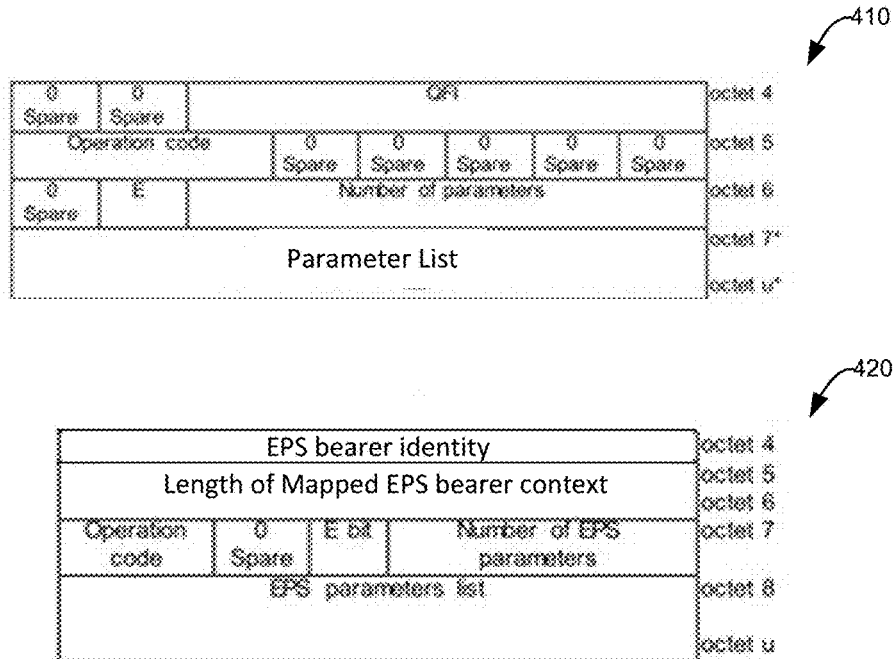 410
0 0 QFI octet 4
Spare Spare
Operation code 0 0 0 0 0 octet 5
Spare Spare Spare Spare Spare
0 E Number of parameters octet 6
Spare
octet 7*
Parameter List
octet u*
420
EPS bearer identity octet 4
octet 5
Length of Mapped EPS bearer context
octet 6
Operation 0 E bit Number of EPS octet 7
code Spare parameters
EPS parameters list octet 8
octet u